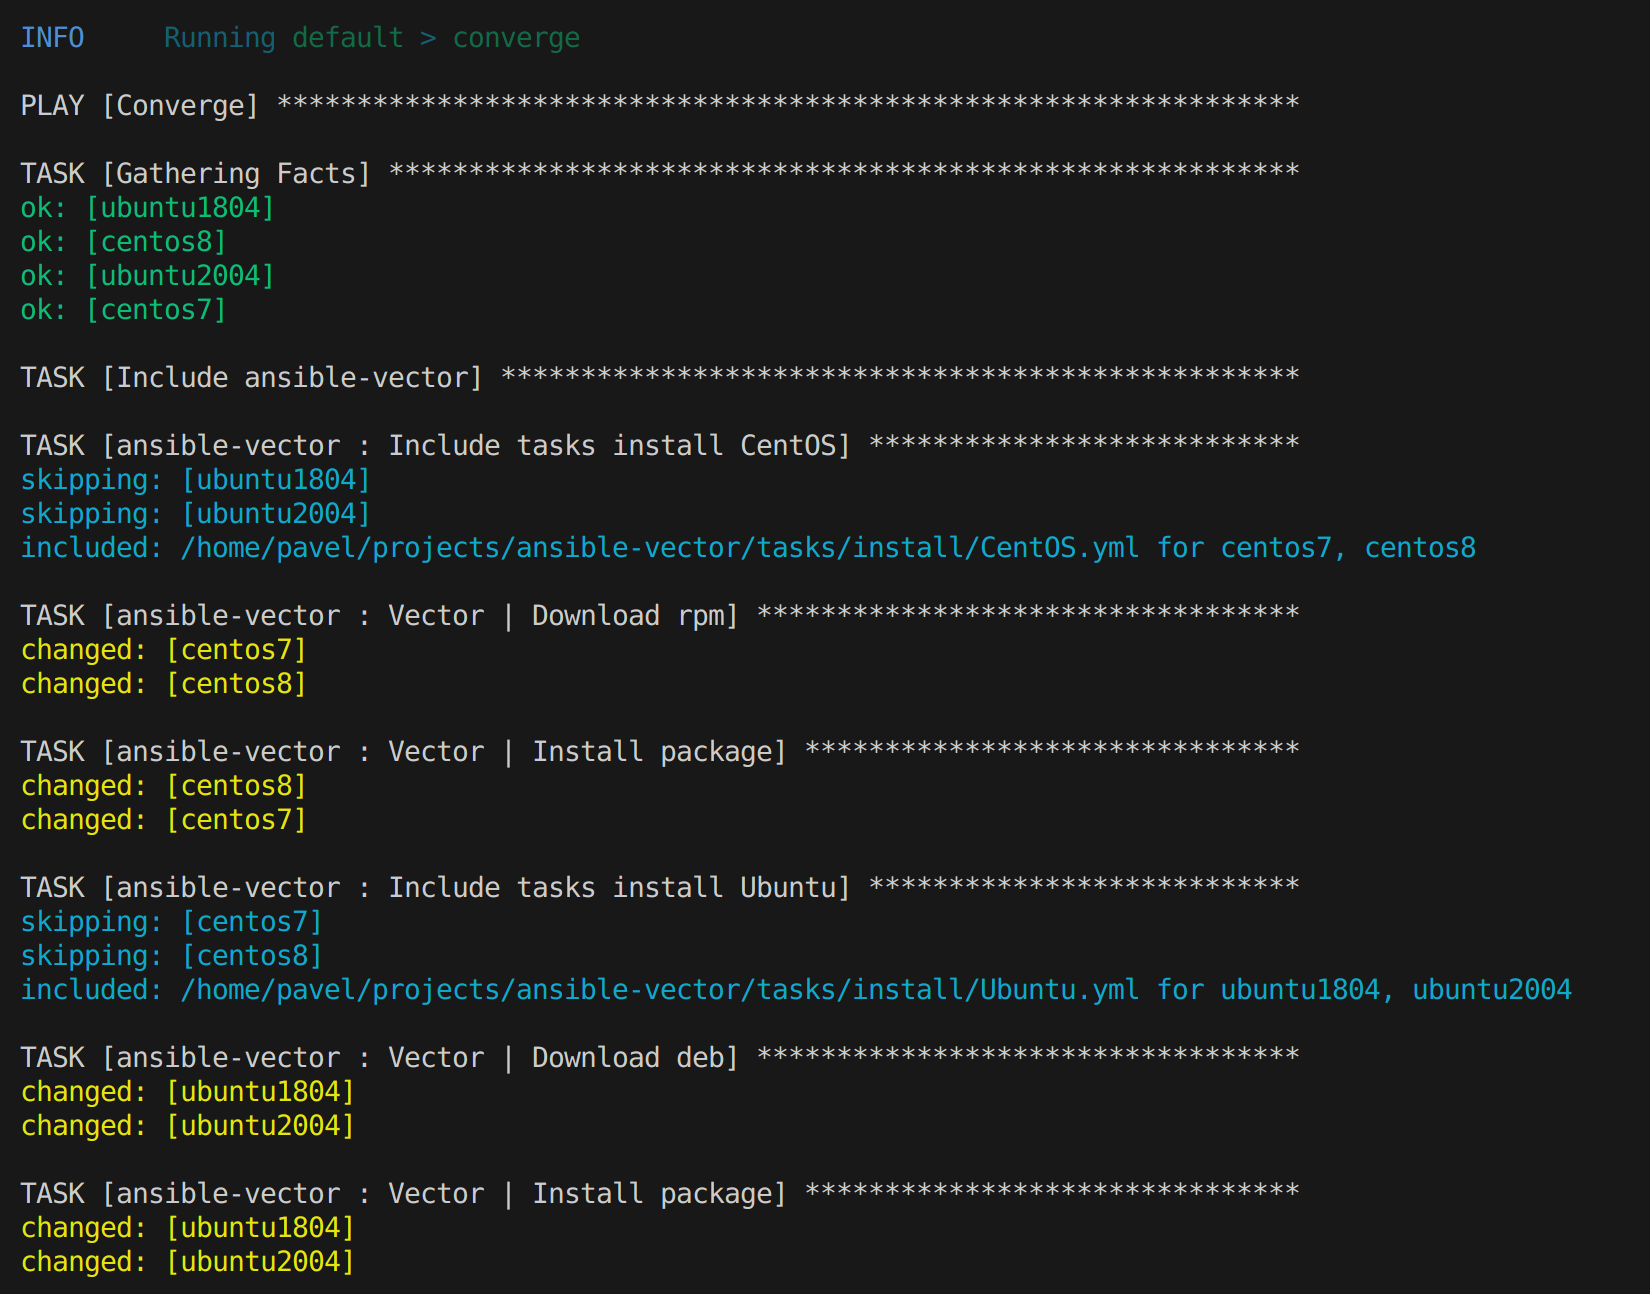 INFO     Running default > converge
PLAY [Converge] ****************************************************************
TASK [Gathering Facts] *********************************************************
ok: [ubuntu1804]
ok: [centos8]
ok: [ubuntu2004]
ok: [centos7]
TASK [Include ansible-vector] **************************************************
TASK [ansible-vector : Include tasks install CentOS] ***************************
skipping: [ubuntu1804]
skipping: [ubuntu2004]
included: /home/pavel/projects/ansible-vector/tasks/install/CentOS.yml for centos7, centos8
TASK [ansible-vector : Vector | Download rpm] **********************************
changed: [centos7]
changed: [centos8]
TASK [ansible-vector : Vector | Install package] *******************************
changed: [centos8]
changed: [centos7]
TASK [ansible-vector : Include tasks install Ubuntu] ***************************
skipping: [centos7]
skipping: [centos8]
included: /home/pavel/projects/ansible-vector/tasks/install/Ubuntu.yml for ubuntu1804, ubuntu2004
TASK [ansible-vector : Vector | Download deb] **********************************
changed: [ubuntu1804]
changed: [ubuntu2004]
TASK [ansible-vector : Vector | Install package] *******************************
changed: [ubuntu1804]
changed: [ubuntu2004]